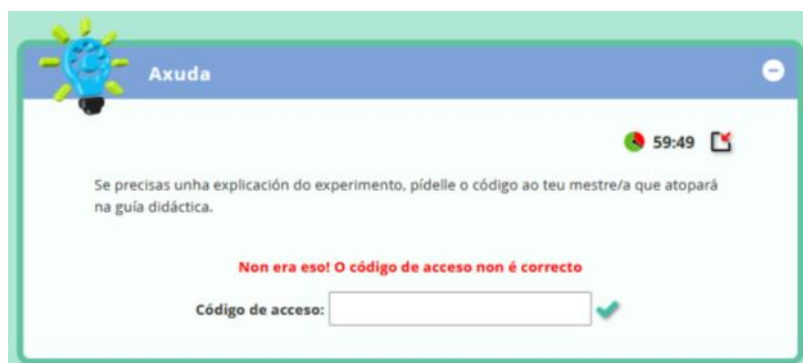 Axuda
59:49
Se precisas unha explicación do experimento, pídelle o código ao teu mestre/a que atopará
na guía didáctica.
Non era eso! O código de acceso non é correcto
Código de acceso: